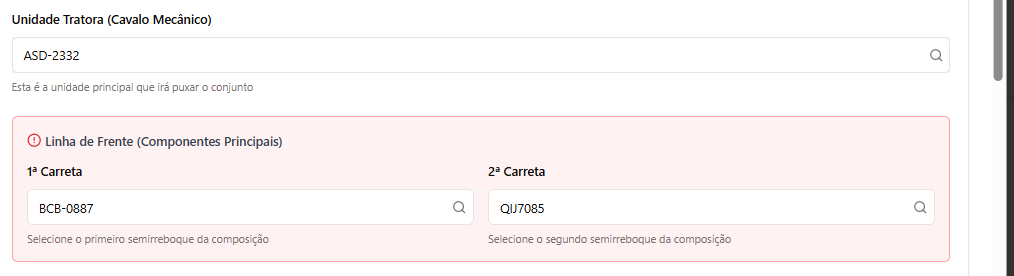 Unidade Tratora (Cavalo Mecânico)
ASD-2332
Esta é a unidade principal que irá puxar o conjunto
Linha de Frente (Componentes Principais)
1ª Carreta
2ª Carreta
BCB-0887
QIJ7085
Selecione o primeiro semirreboque da composição
Selecione o segundo semirreboque da composição